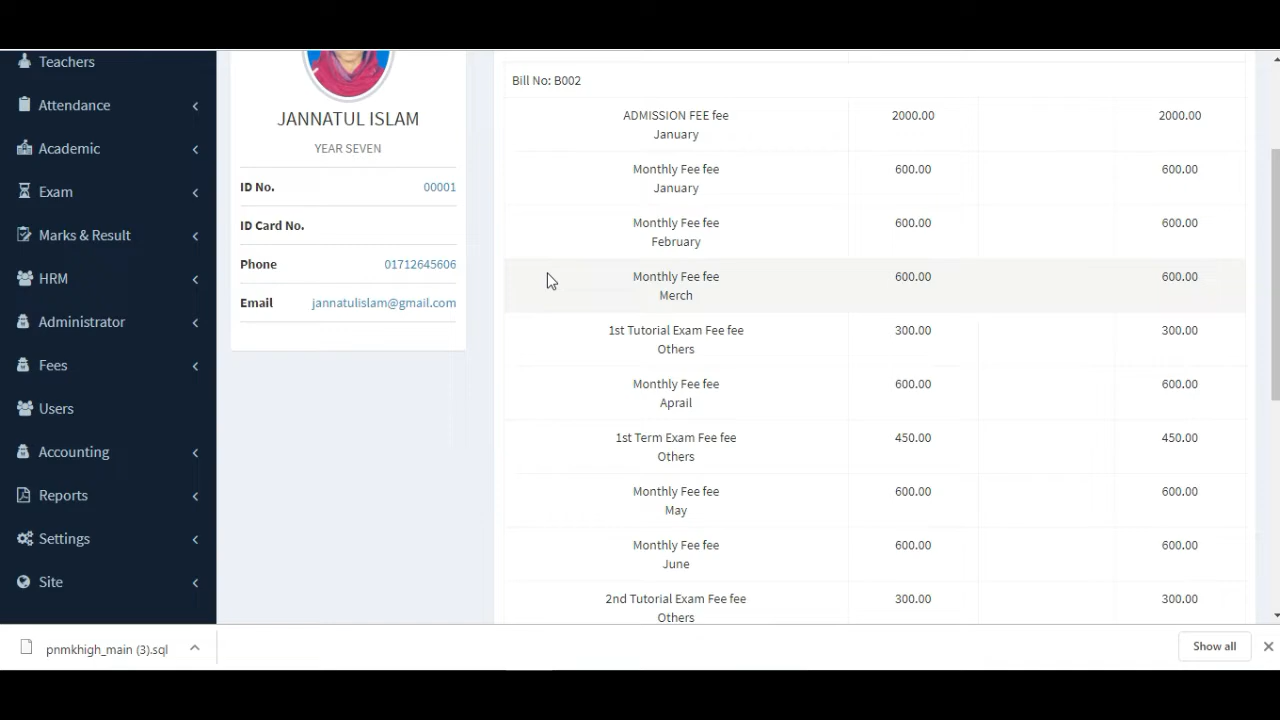 Teachers
Attendance
Academic
Exam
Marks & Result
HRM
Administrator
Fees
Users
Accounting
Reports
Settings
Site
JANNATUL ISLAM
YEAR SEVEN
ID No. 00001
ID Card No.
Phone 01712645606
Email jannatulislam@gmail.com
Bill No: B002
ADMISSION FEE fee 2000.00 2000.00
January
Monthly Fee fee 600.00 600.00
January
Monthly Fee fee 600.00 600.00
February
Monthly Fee fee 600.00 600.00
Merch
1st Tutorial Exam Fee fee 300.00 300.00
Others
Monthly Fee fee 600.00 600.00
Aprail
1st Term Exam Fee fee 450.00 450.00
Others
Monthly Fee fee 600.00 600.00
May
Monthly Fee fee 600.00 600.00
June
2nd Tutorial Exam Fee fee 300.00 300.00
Others
pnmkhigh_main (3).sql
Show all